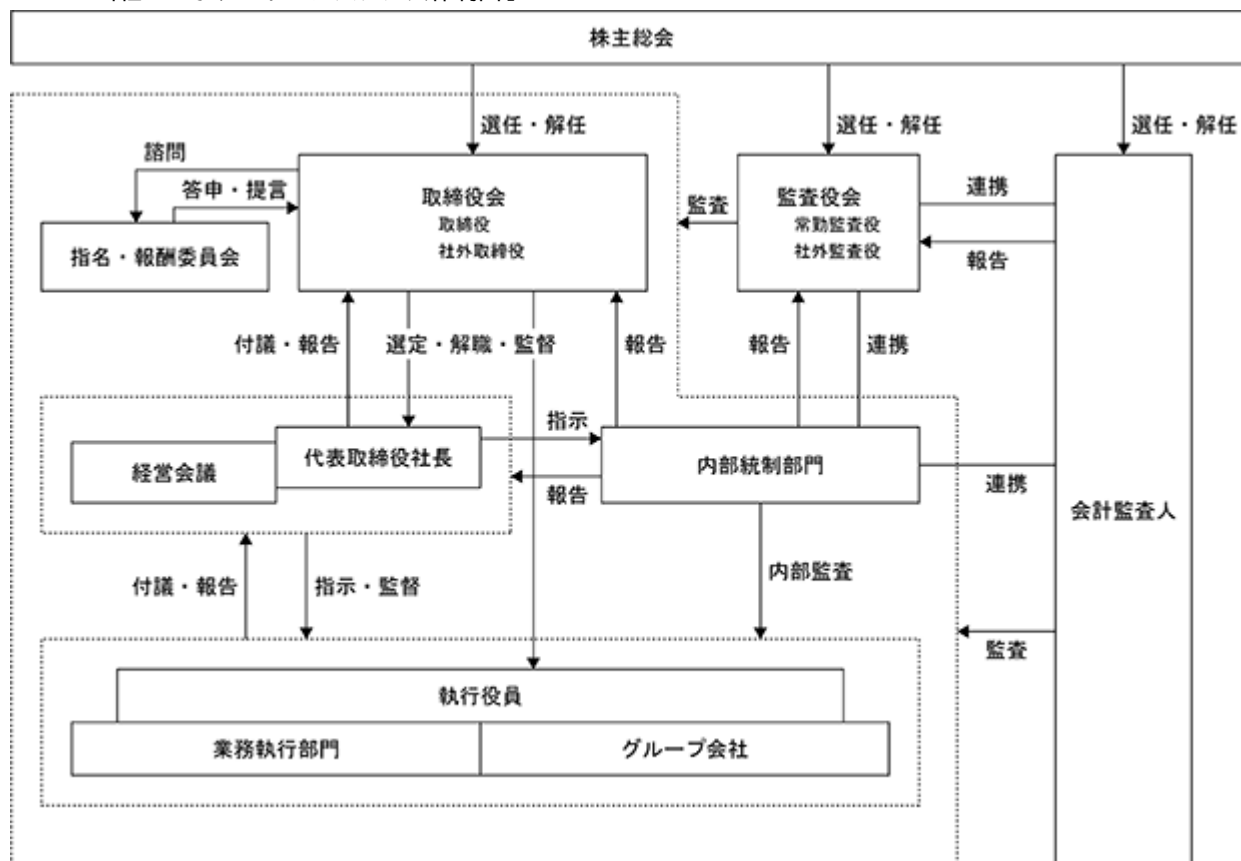 株主総会
選任・解任
選任・解任
選任・解任
諮問
答申・提言
指名・報酬委員会
取締役会
取締役
社外取締役
監査
監査役会
常勤監査役
社外監査役
連携
報告
付議・報告
選定・解職・監督
報告
報告
連携
経営会議
代表取締役社長
指示
報告
内部統制部門
連携
会計監査人
付議・報告
指示・監督
内部監査
監査
執行役員
業務執行部門
グループ会社